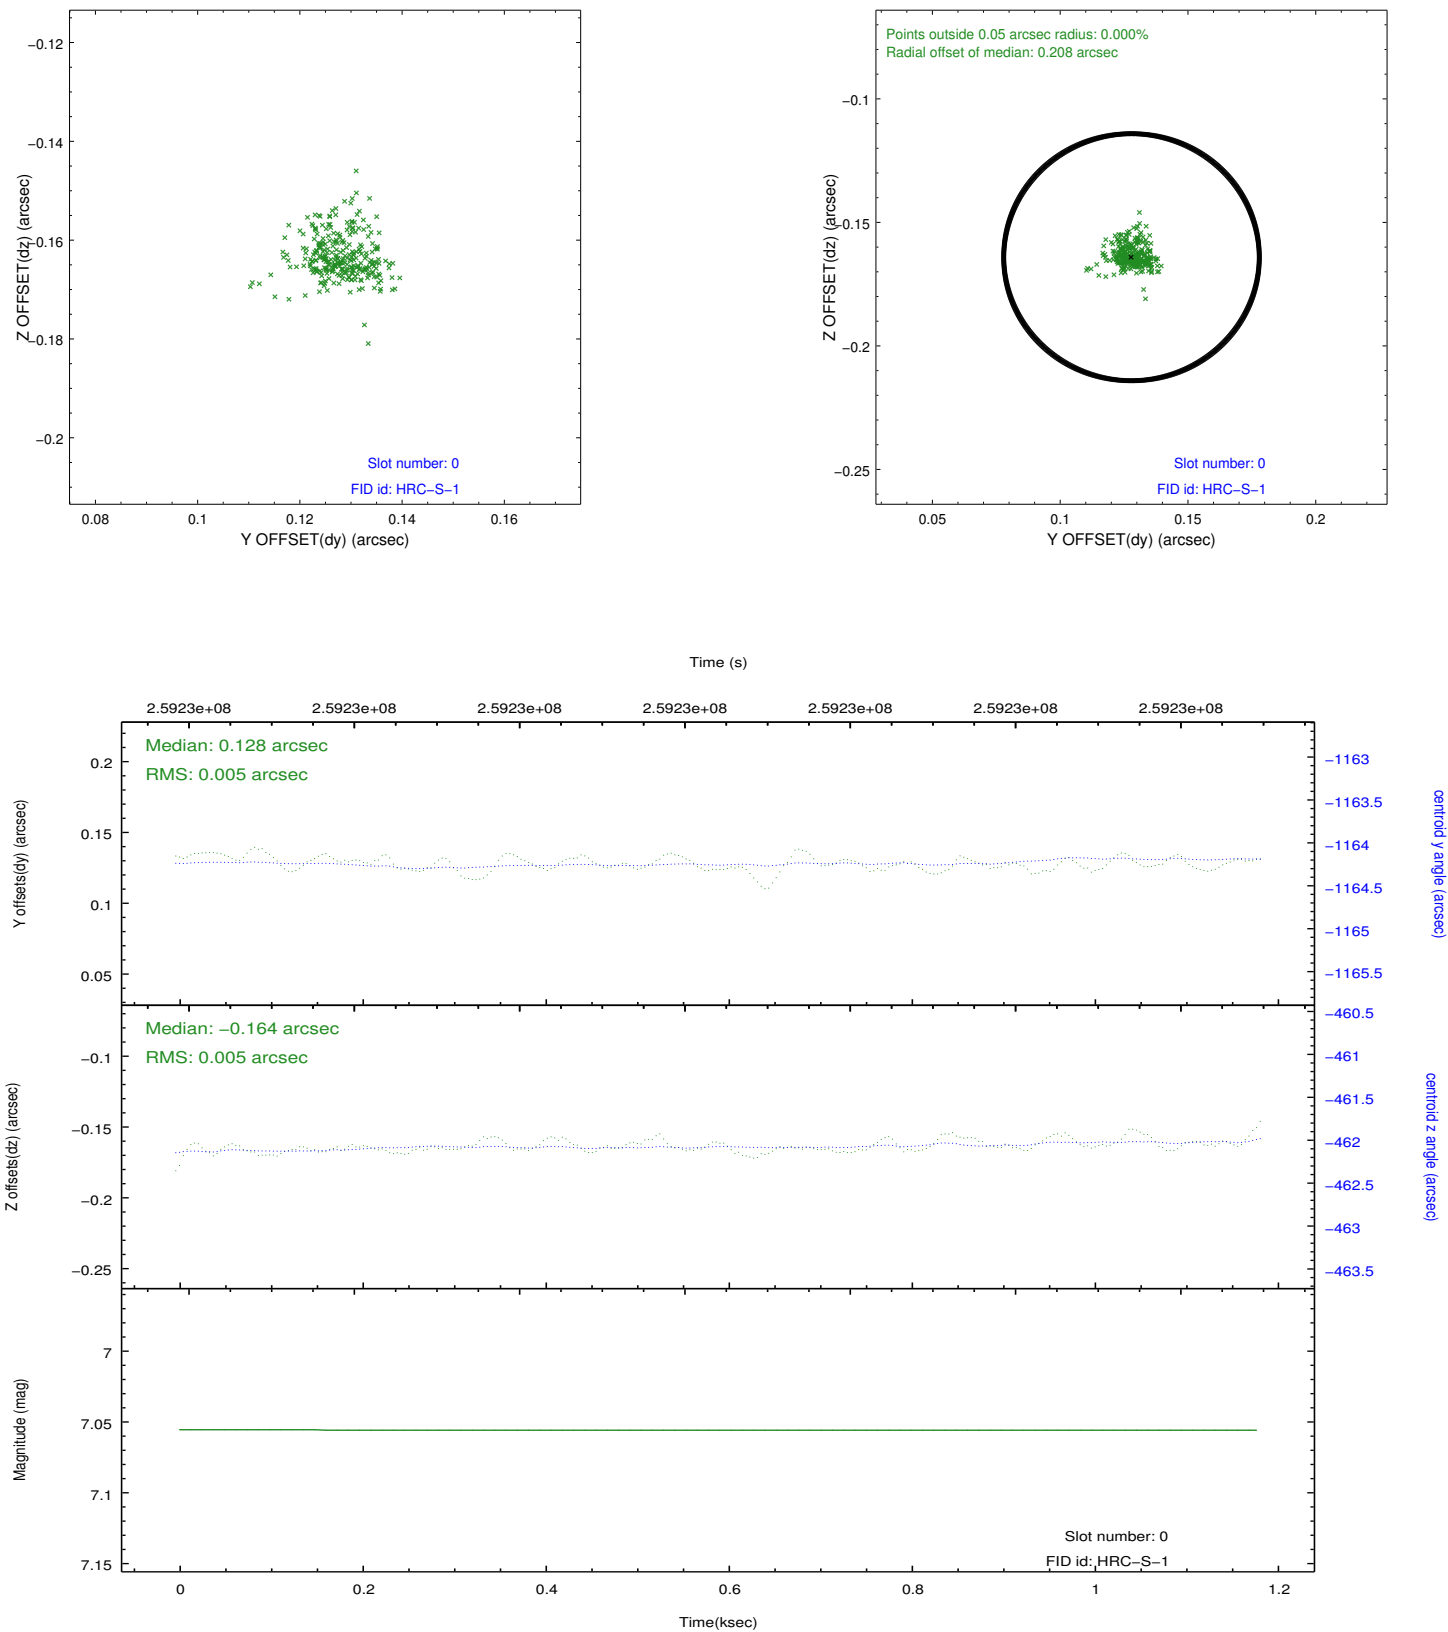 −0.12
−0.14
−0.16
−0.18
−0.2
Z OFFSET(dz) (arcsec)
Slot number: 0
FID id: HRC−S−1
0.08 0.1 0.12 0.14 0.16
Y OFFSET(dy) (arcsec)
Points outside 0.05 arcsec radius: 0.000%
Radial offset of median: 0.208 arcsec
−0.1
−0.15
−0.2
−0.25
Z OFFSET(dz) (arcsec)
Slot number: 0
FID id: HRC−S−1
0.05 0.1 0.15 0.2
Y OFFSET(dy) (arcsec)
Time (s)
2.5923e+08 2.5923e+08 2.5923e+08 2.5923e+08 2.5923e+08 2.5923e+08 2.5923e+08
Median: 0.128 arcsec
RMS: 0.005 arcsec
0.2
0.15
0.1
0.05
Y offsets(dy) (arcsec)
−1163
−1163.5
−1164
−1164.5
−1165
−1165.5
centroid y angle (arcsec)
Median: −0.164 arcsec
RMS: 0.005 arcsec
−0.1
−0.15
−0.2
−0.25
Z offsets(dz) (arcsec)
−460.5
−461
−461.5
−462
−462.5
−463
−463.5
centroid z angle (arcsec)
7
7.05
7.1
7.15
Magnitude (mag)
Slot number: 0
FID id: HRC−S−1
0 0.2 0.4 0.6 0.8 1 1.2
Time(ksec)